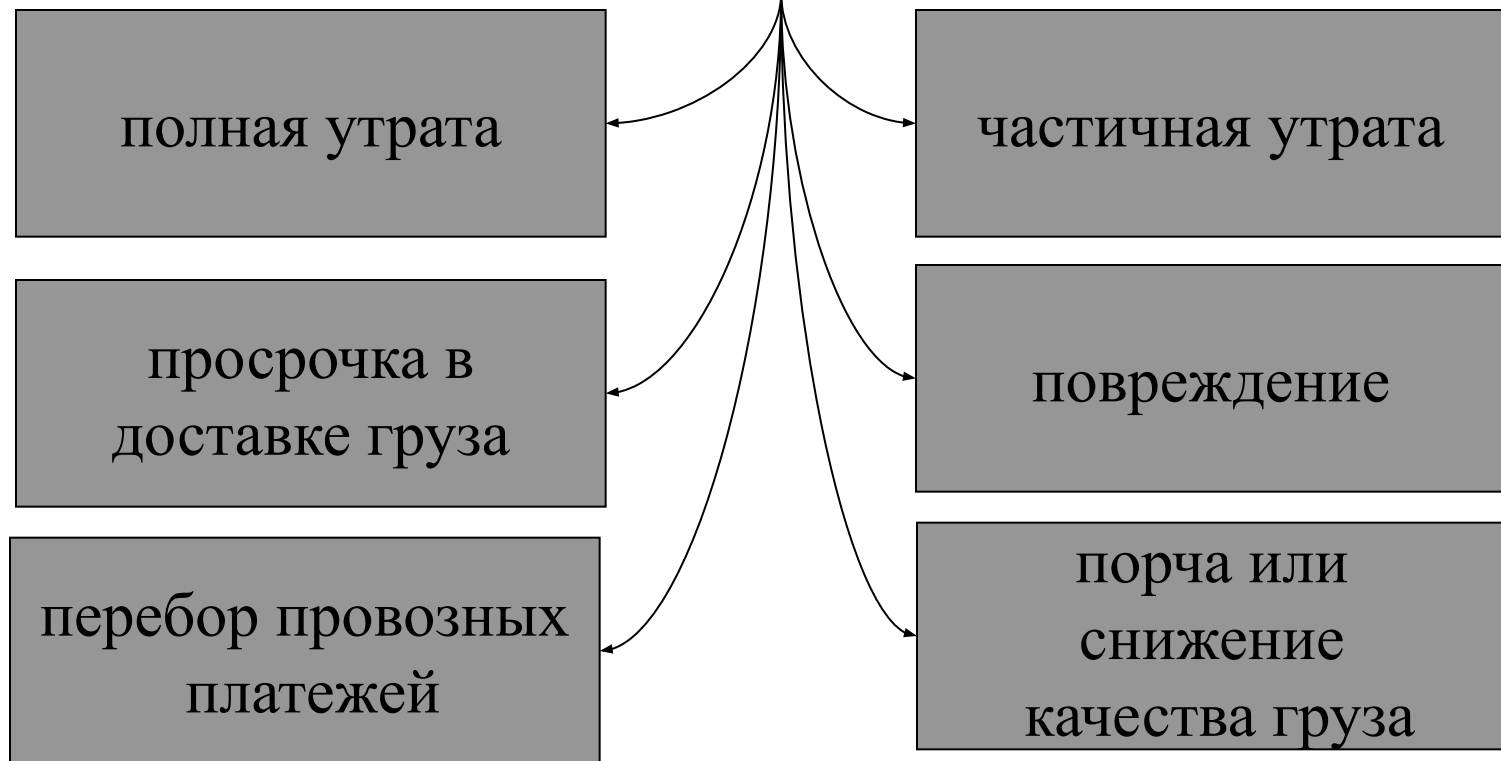 полная утрата
частичная утрата
просрочка в
доставке груза
повреждение
перебор провозных
платежей
порча или
снижение
качества груза